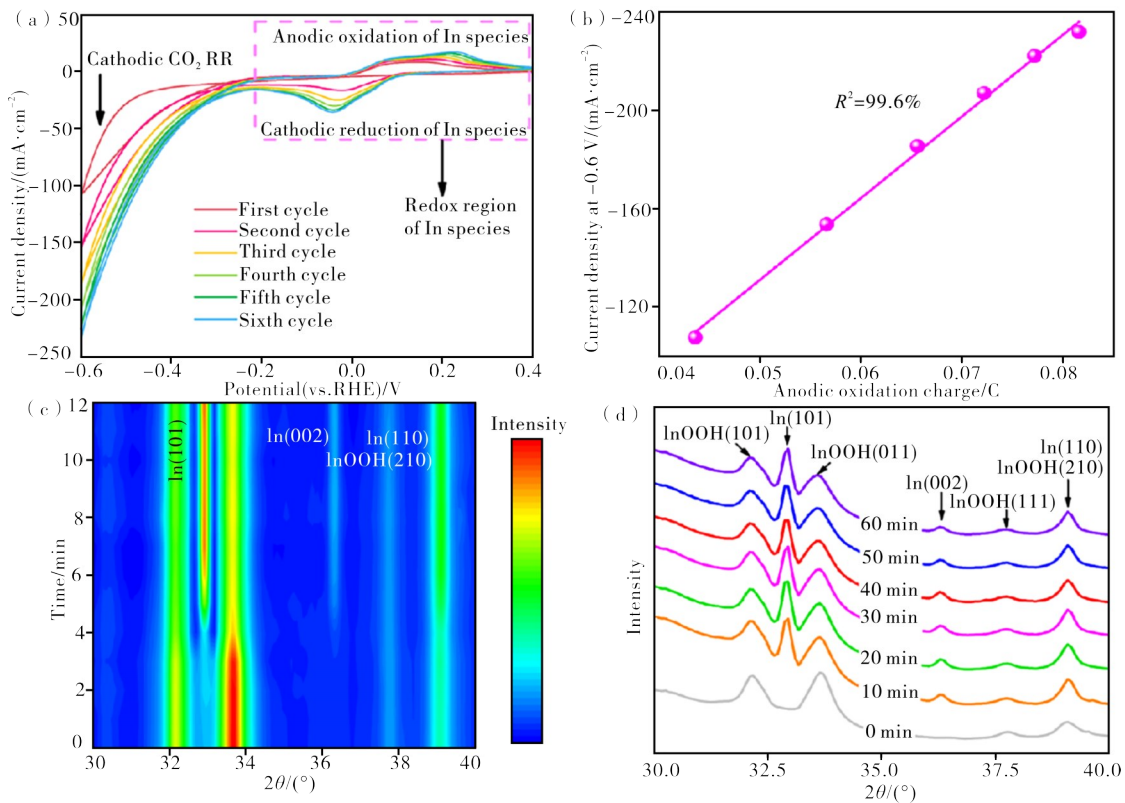 (a)
50
0
-50
-100
-150
-200
-250
Current density/(mA·cm⁻²)
Cathodic CO₂ RR
Anodic oxidation of In species
Cathodic reduction of In species
Redox region
of In species
First cycle
Second cycle
Third cycle
Fourth cycle
Fifth cycle
Sixth cycle
-0.6
-0.4
-0.2
0.0
0.2
0.4
Potential(vs.RHE)/V
(b)
-240
-200
-160
-120
Current density at -0.6 V/(mA·cm⁻²)
R²=99.6%
0.04
0.05
0.06
0.07
0.08
Anodic oxidation charge/C
(c)
12
10
8
6
4
2
0
Time/min
ln(101)
ln(002)
ln(110)
lnOOH(210)
Intensity
30
32
34
36
38
40
2θ/(°)
(d)
Intensity
lnOOH(101)
ln(101)
lnOOH(011)
ln(002)
lnOOH(111)
ln(110)
lnOOH(210)
60 min
50 min
40 min
30 min
20 min
10 min
0 min
30.0
32.5
35.0
37.5
40.0
2θ/(°)